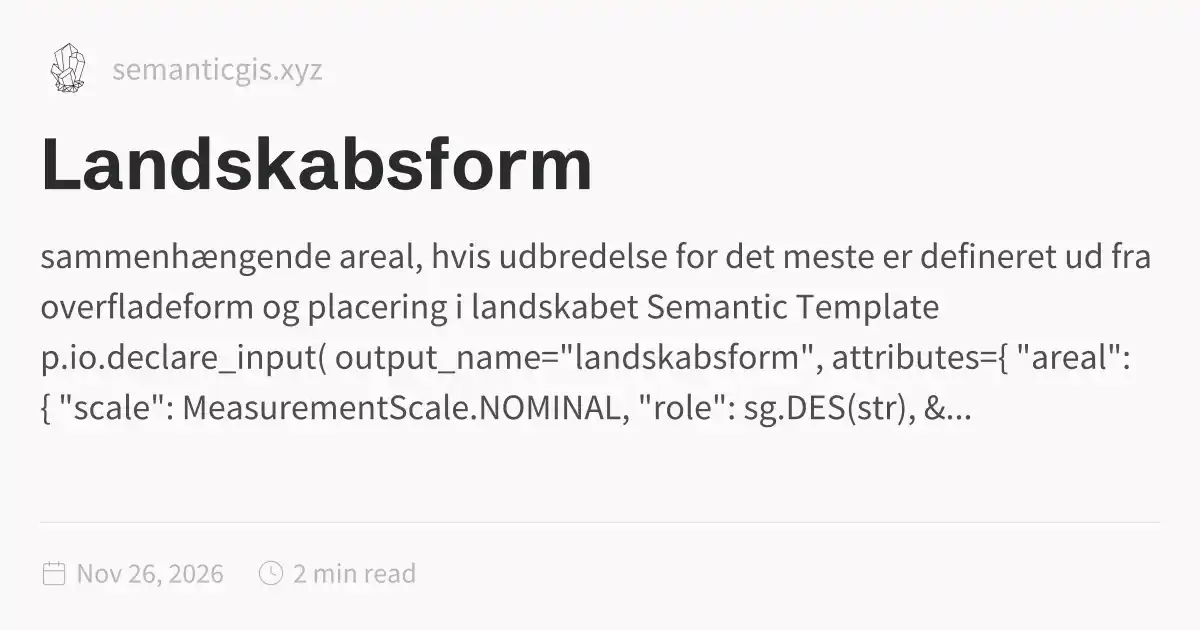 semanticgis.xyz
Landskabsform
sammenhængende areal, hvis udbredelse for det meste er defineret ud fra
overfladeform og placering i landskabet Semantic Template
p.io.declare_input( output_name="landskabsform", attributes={ "areal":
{ "scale": MeasurementScale.NOMINAL, "role": sg.DES(str), &...
Nov 26, 2026 2 min read